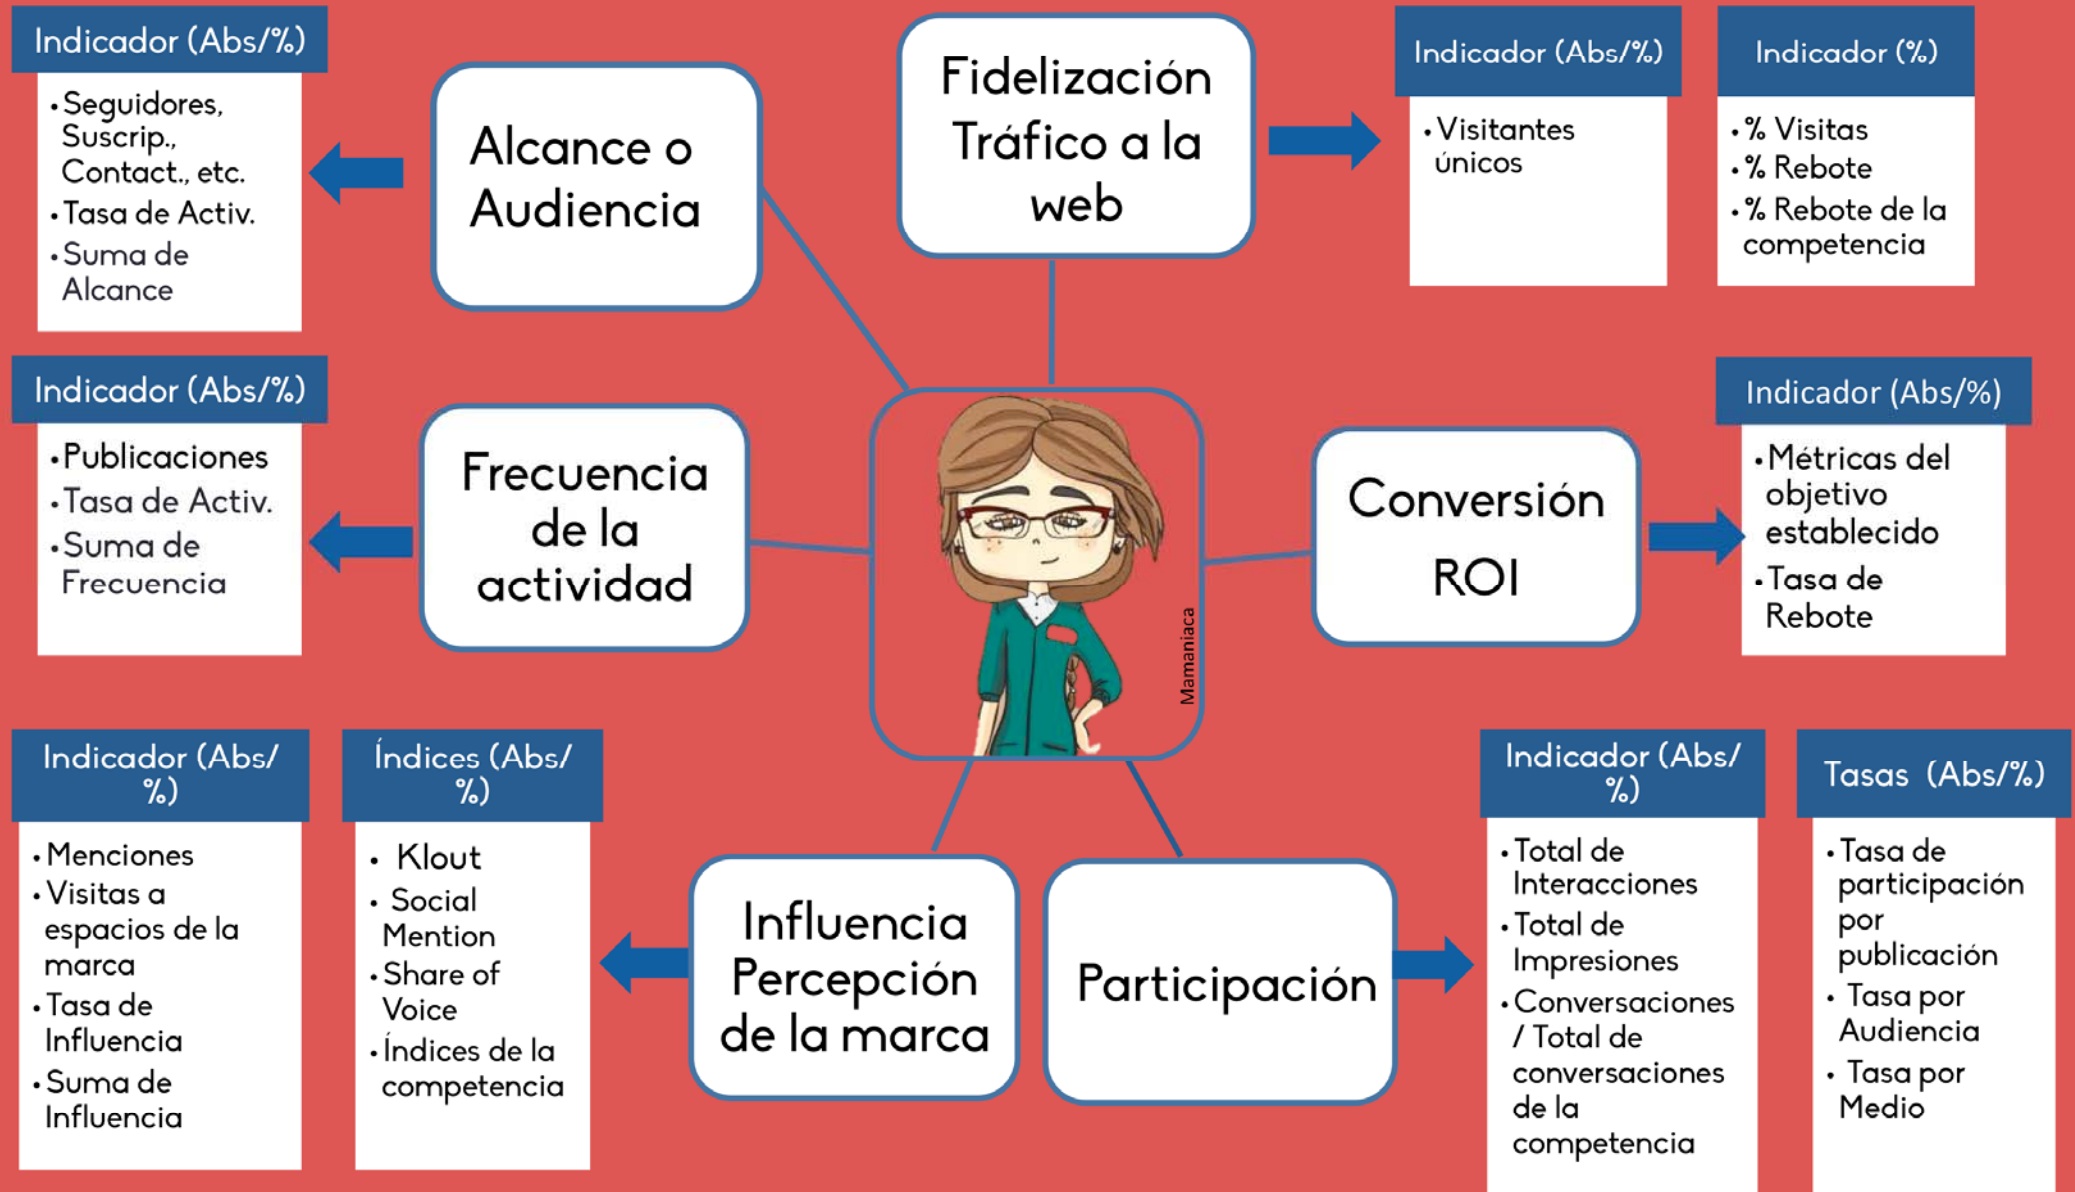 Indicador (Abs/%)
•Seguidores,
Suscrip.,
Contact., etc.
•Tasa de Activ.
•Suma de
Alcance
Alcance o
Audiencia
Fidelización
Tráfico a la
web
Indicador (Abs/%)
•Visitantes
únicos
Indicador (%)
•% Visitas
•% Rebote
•% Rebote de la
competencia
Indicador (Abs/%)
•Publicaciones
•Tasa de Activ.
•Suma de
Frecuencia
Frecuencia
de la
actividad
Mamaniaca
Conversión
ROI
Indicador (Abs/%)
•Métricas del
objetivo
establecido
•Tasa de
Rebote
Indicador (Abs/
%)
•Menciones
•Visitas a
espacios de la
marca
•Tasa de
Influencia
•Suma de
Influencia
Índices (Abs/
%)
• Klout
• Social
Mention
•Share of
Voice
•Índices de la
competencia
Influencia
Percepción
de la marca
Participación
Indicador (Abs/
%)
•Total de
Interacciones
•Total de
Impresiones
•Conversaciones
/ Total de
conversaciones
de la
competencia
Tasas (Abs/%)
•Tasa de
participación
por
publicación
• Tasa por
Audiencia
• Tasa por
Medio